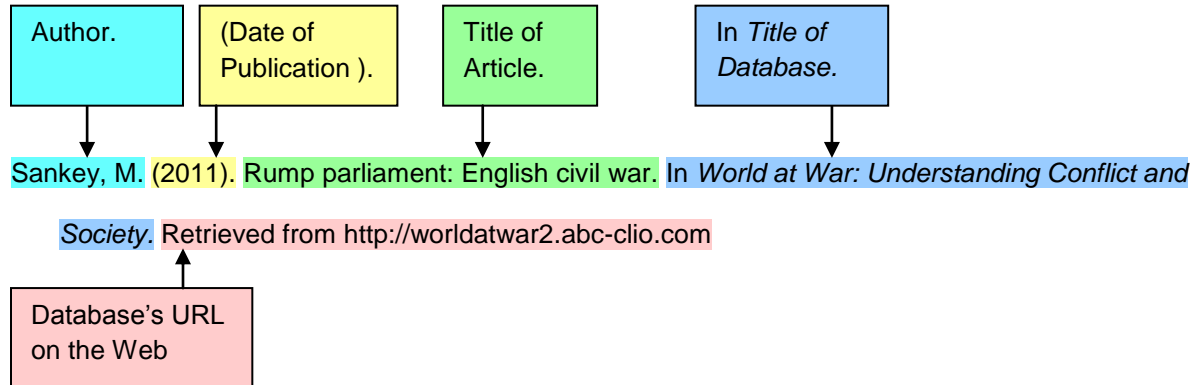 Author.
(Date of
Publication ).
Title of
Article.
In Title of
Database.
Sankey, M. (2011). Rump parliament: English civil war. In World at War: Understanding Conflict and
Society. Retrieved from http://worldatwar2.abc-clio.com
Database’s URL
on the Web